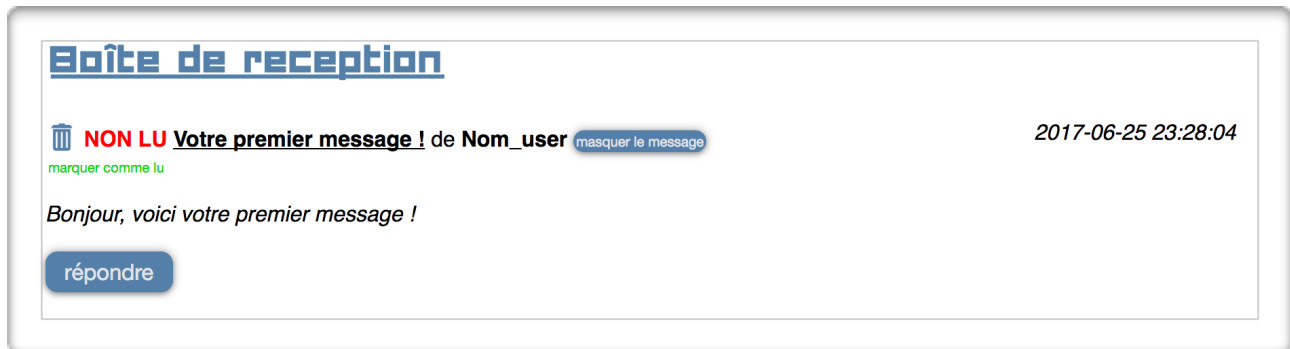 Boîte de reception
NON LU Votre premier message ! de Nom_user masquer le message 2017-06-25 23:28:04
marquer comme lu
Bonjour, voici votre premier message !
répondre